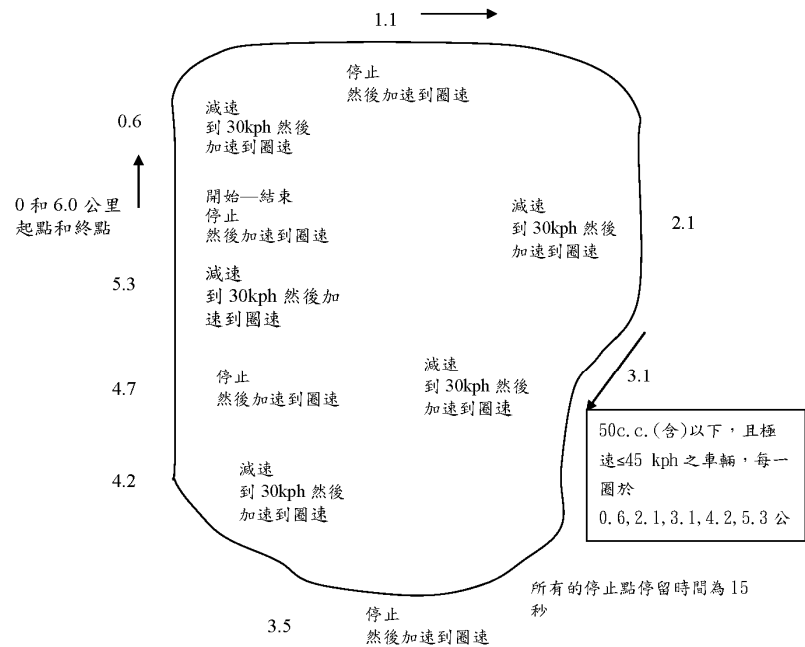 1.1
停止
然後加速到圈速
0.6
減速
到 30kph 然後
加速到圈速
0 和 6.0 公里
起點和終點
開始—結束
停止
然後加速到圈速
減速
到 30kph 然後
加速到圈速
2.1
5.3
減速
到 30kph 然後加
速到圈速
4.7
停止
然後加速到圈速
減速
到 30kph 然後
加速到圈速
3.1
50c.c.(含)以下，且極
速≤45 kph 之車輛，每一
圈於
0.6,2.1,3.1,4.2,5.3 公
4.2
減速
到 30kph 然後
加速到圈速
所有的停止點停留時間為 15
秒
3.5
停止
然後加速到圈速